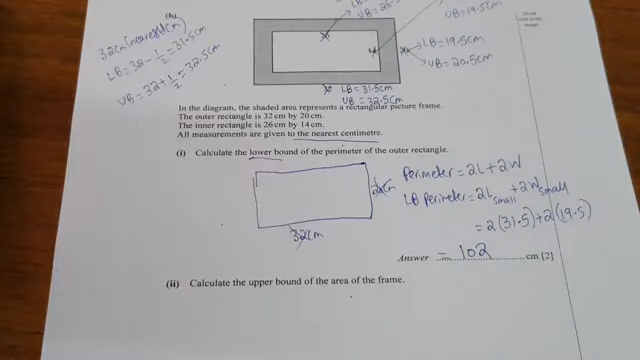 32cm (nearest cm)
LB = 32 - 1/2 = 31.5cm
UB = 32 + 1/2 = 32.5cm
UB = 19.5cm
LB = 19.5cm
UB = 20.5cm
LB = 31.5cm
UB = 32.5cm
In the diagram, the shaded area represents a rectangular picture frame.
The outer rectangle is 32 cm by 20 cm.
The inner rectangle is 26 cm by 14 cm.
All measurements are given to the nearest centimetre.
(i) Calculate the lower bound of the perimeter of the outer rectangle.
Perimeter = 2L + 2W
cm
LB Perimeter = 2L small + 2W small
= 2(31.5) + 2(19.5)
32cm
Answer = 102 cm [2]
(ii) Calculate the upper bound of the area of the frame.